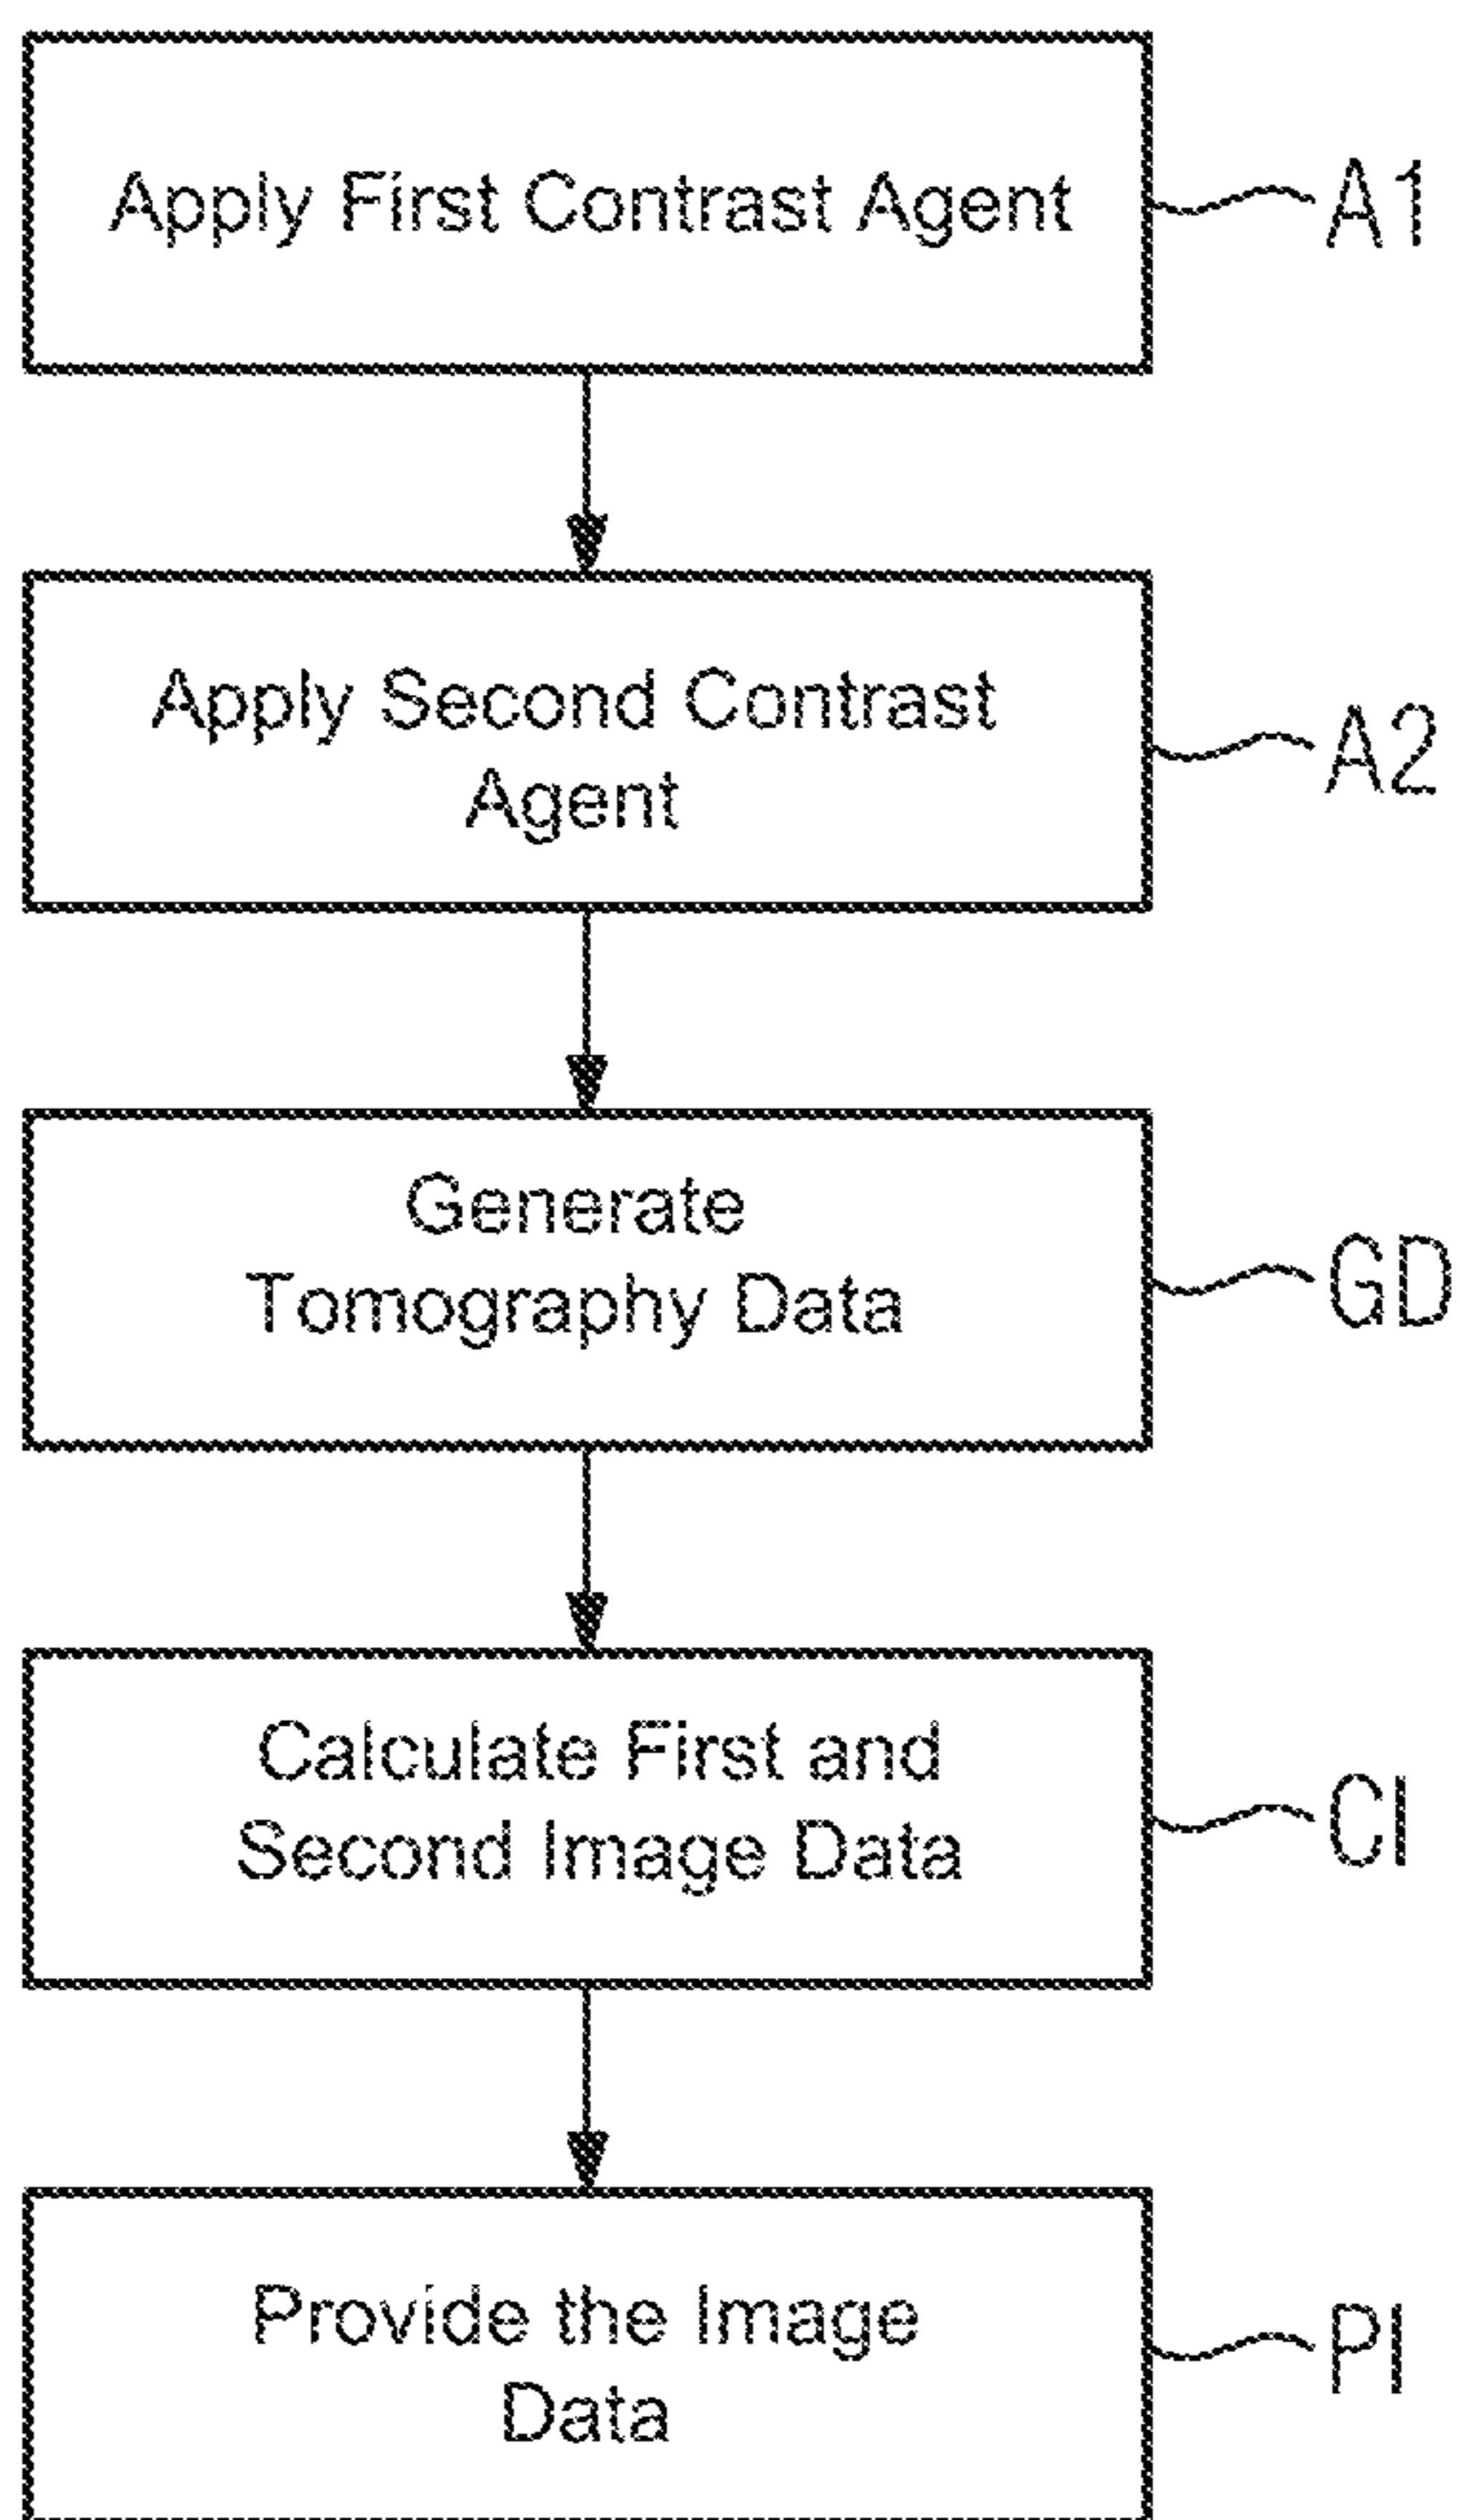 Apply First Contrast Agent
A1
Apply Second Contrast
Agent
A2
Generate
Tomography Data
GD
Calculate First and
Second Image Data
CI
Provide the Image
Data
PI